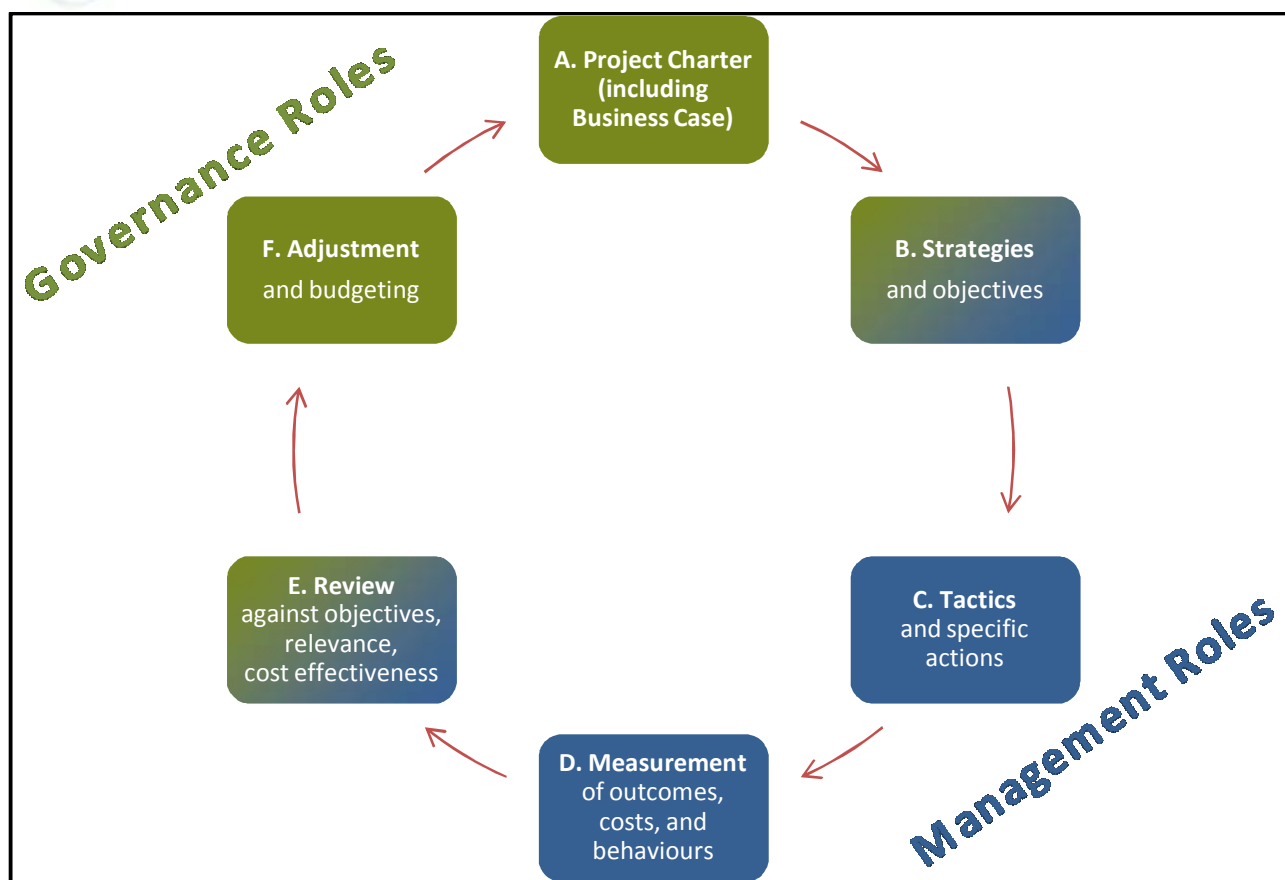 Governance Roles
A. Project Charter
(including
Business Case)
B. Strategies
and objectives
C. Tactics
and specific
actions
Management Roles
D. Measurement
of outcomes,
costs, and
behaviours
E. Review
against objectives,
relevance,
cost effectiveness
F. Adjustment
and budgeting